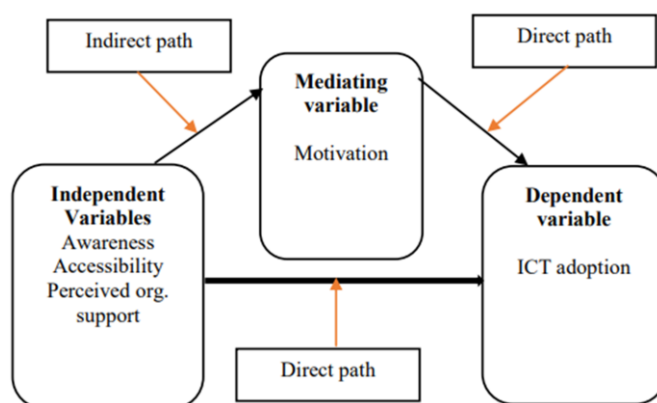 Indirect path
Direct path
Mediating
variable
Motivation
Independent
Variables
Awareness
Accessibility
Perceived org.
support
Dependent
variable
ICT adoption
Direct path